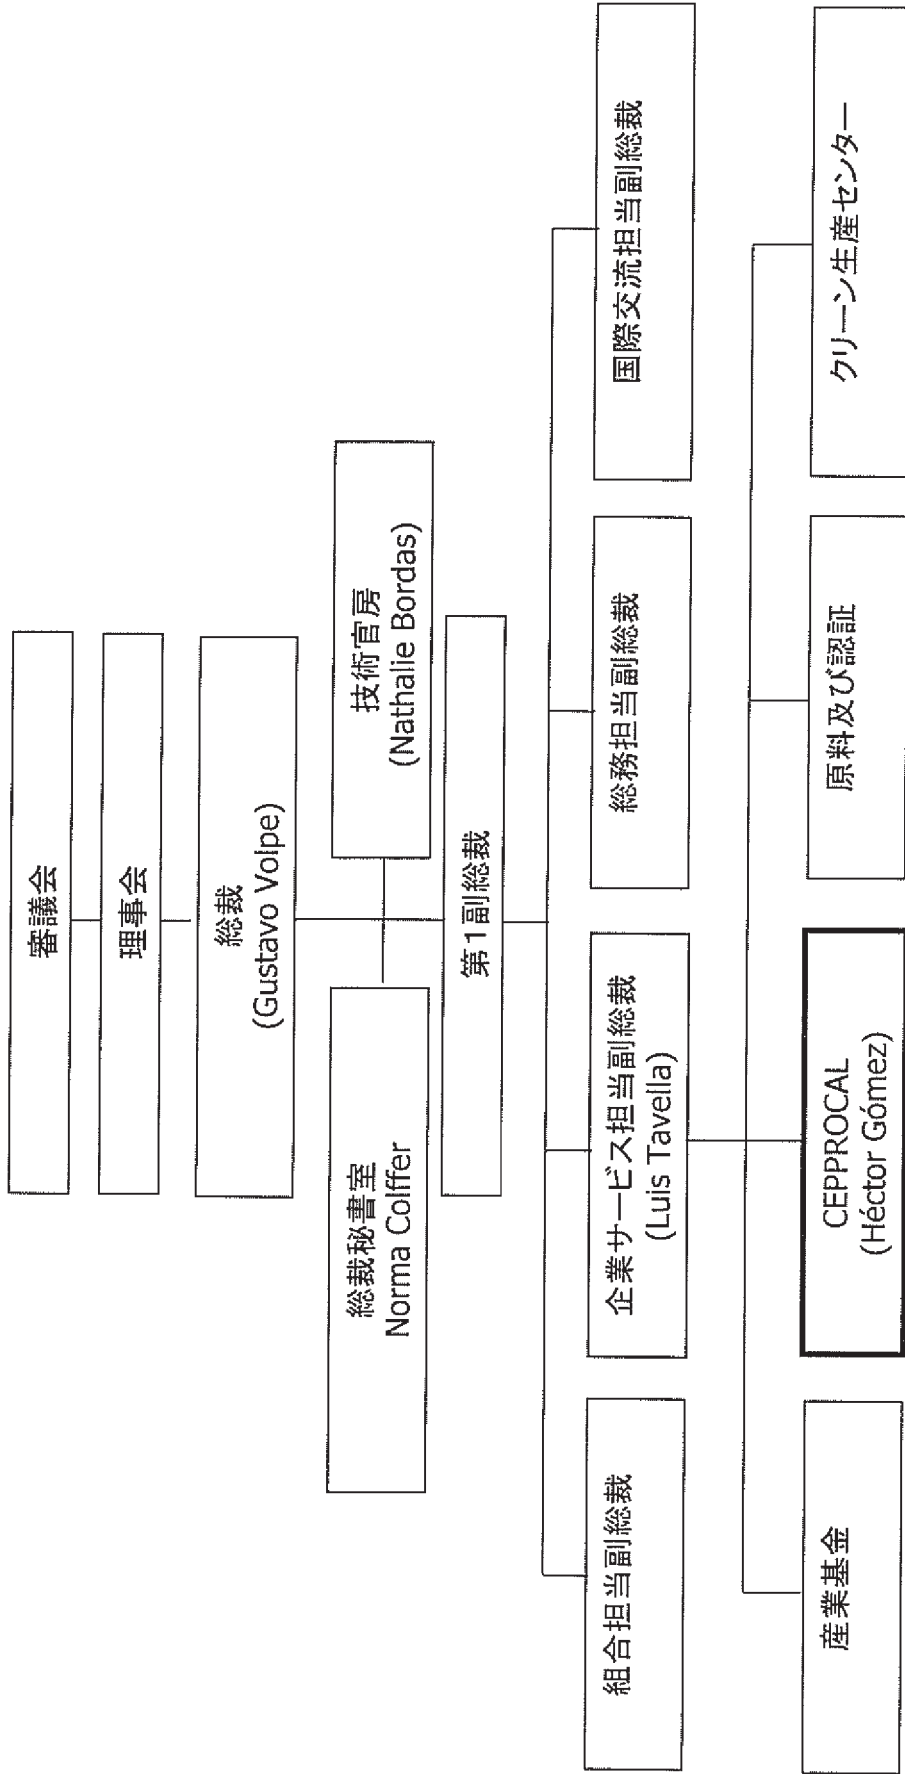 審議会
理事会
総裁
(Gustavo Volpe)
総裁秘書室
Norma Colffer
技術官房
(Nathalie Bordas)
第1副総裁
組合担当副総裁
企業サービス担当副総裁
(Luis Tavella)
総務担当副総裁
国際交流担当副総裁
産業基金
CEPPROCAL
(Héctor Gómez)
原料及び認証
クリーン生産センター